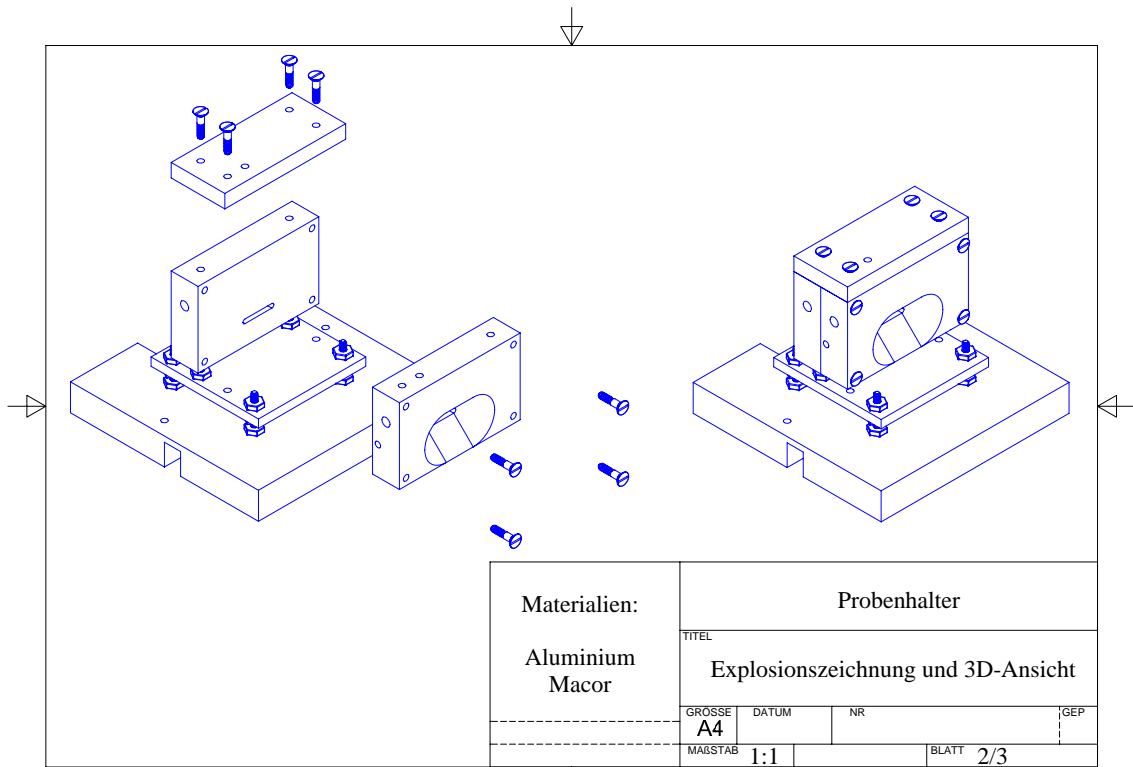 Materialien:
Aluminium
Macor
Probenhalter
TITEL
Explosionszeichnung und 3D-Ansicht
GRÖSSE
A4
DATUM
NR
GEP
MAßSTAB 1:1
BLATT 2/3